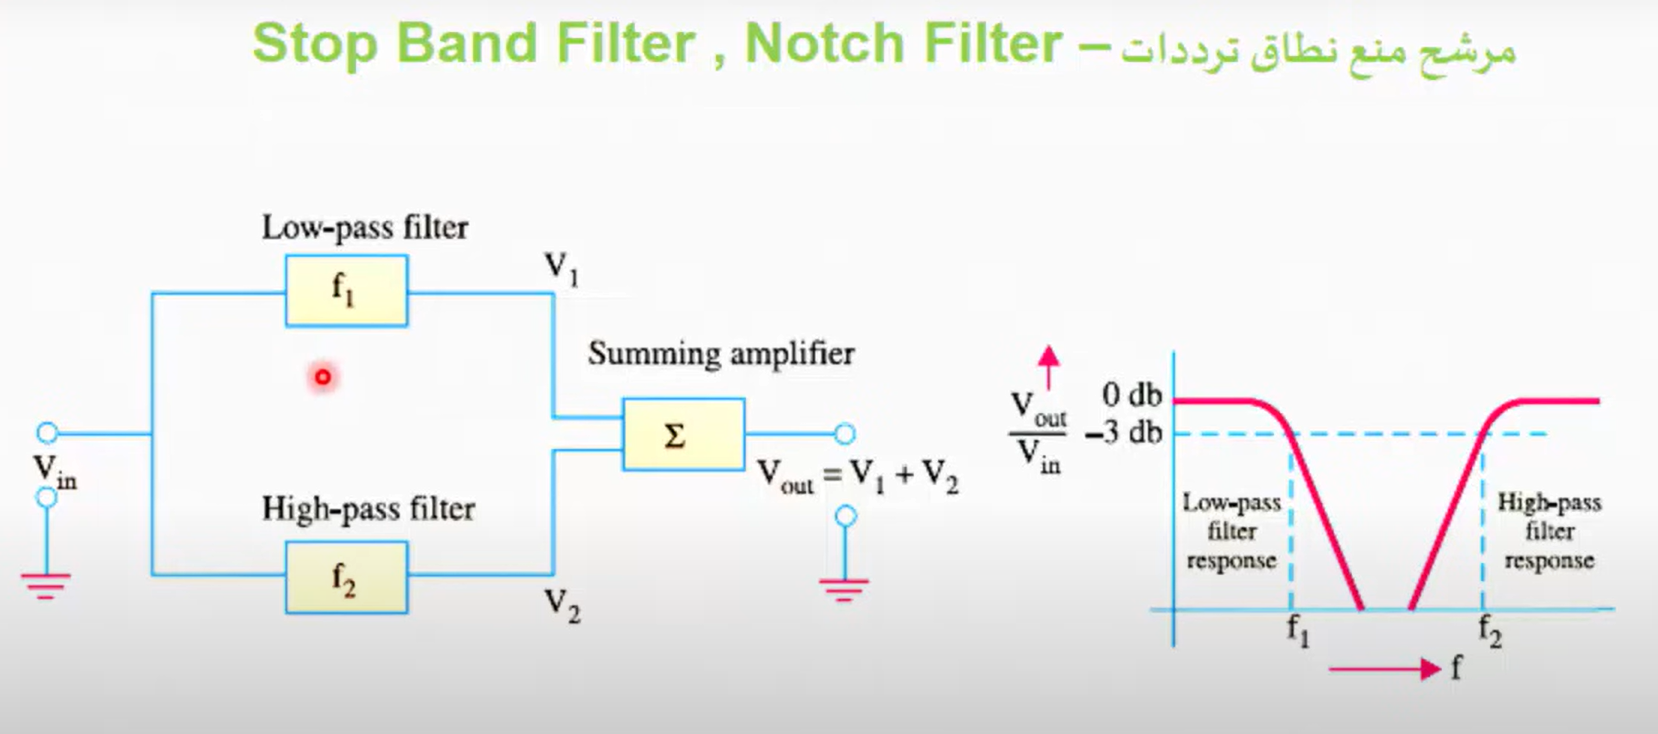 Stop Band Filter , Notch Filter – مرشح منع نطاق ترددات
Low-pass filter
f1
V1
Summing amplifier
Σ
Vin
Vout = V1 + V2
High-pass filter
f2
V2
Vout
Vin
0 db
–3 db
Low-pass
filter
response
High-pass
filter
response
f1
f2
f